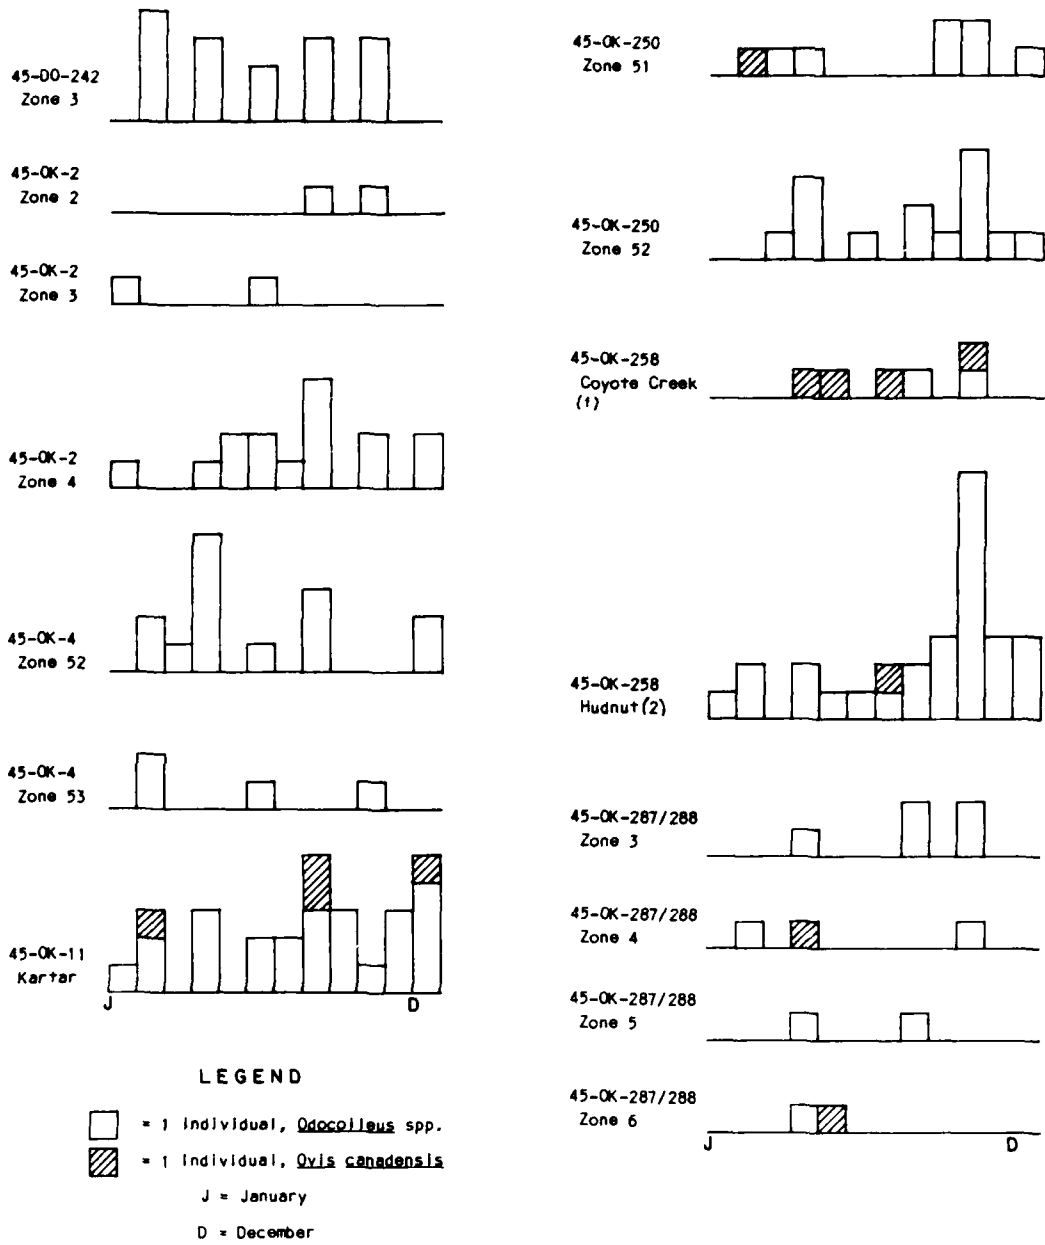 45-DO-242
Zone 3
45-OK-2
Zone 2
45-OK-2
Zone 3
45-OK-2
Zone 4
45-OK-4
Zone 52
45-OK-4
Zone 53
45-OK-11
Kartar
J
D
45-OK-250
Zone 51
45-OK-250
Zone 52
45-OK-258
Coyote Creek
(1)
45-OK-258
Hudnut(2)
45-OK-287/288
Zone 3
45-OK-287/288
Zone 4
45-OK-287/288
Zone 5
45-OK-287/288
Zone 6
J
D
LEGEND
= 1 individual, Odocoileus spp.
= 1 individual, Ovis canadensis
J = January
D = December